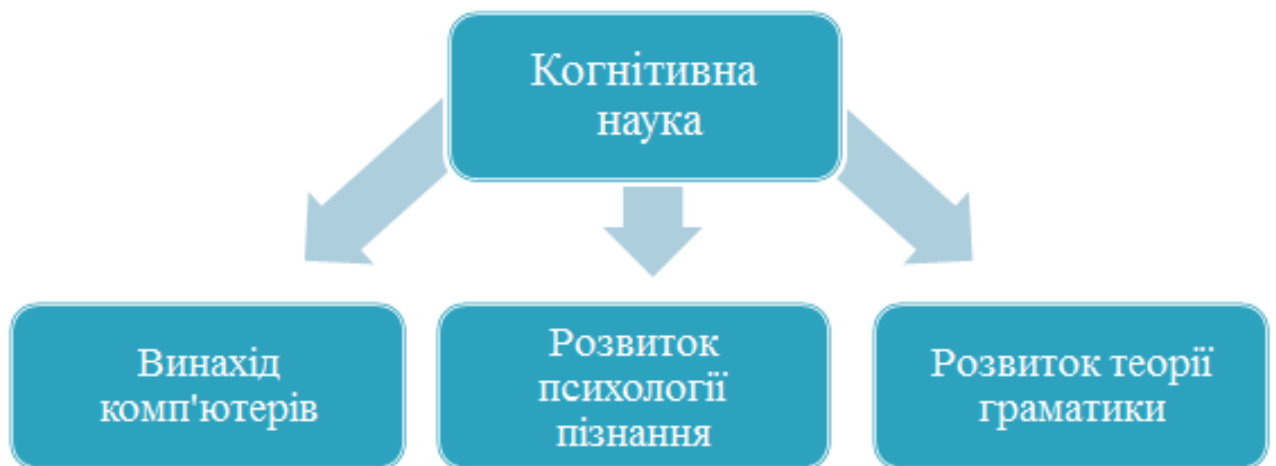 Когнітивна
наука
Винахід
комп'ютерів
Розвиток
психології
пізнання
Розвиток теорії
граматики